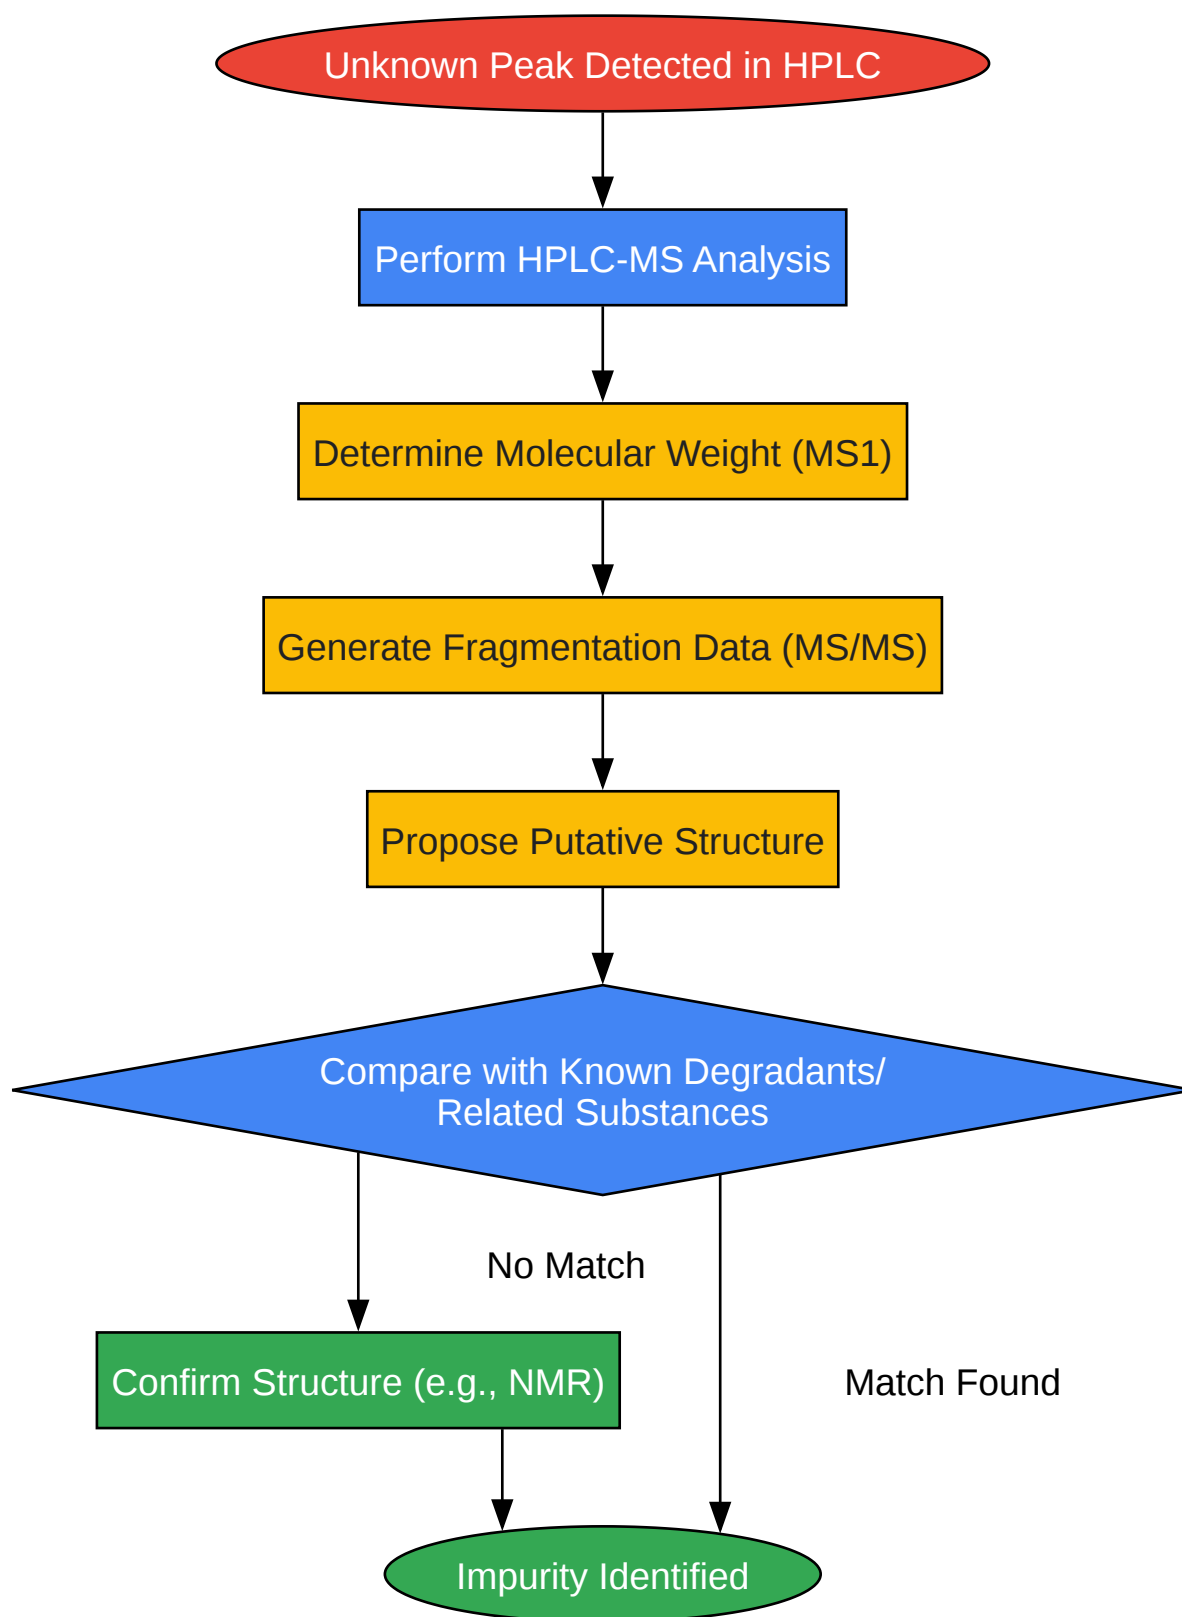 Unknown Peak Detected in HPLC
Perform HPLC-MS Analysis
Determine Molecular Weight (MS1)
Generate Fragmentation Data (MS/MS)
Propose Putative Structure
Compare with Known Degradants/
Related Substances
No Match
Confirm Structure (e.g., NMR)
Match Found
Impurity Identified